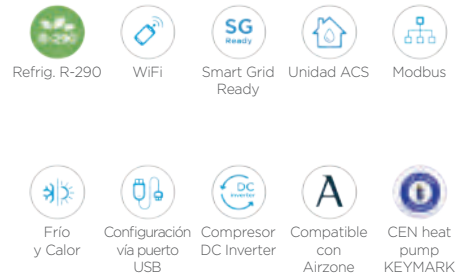 R-290
SG
Ready
Refrig. R-290
WiFi
Smart Grid
Ready
Unidad ACS
Modbus
DC
Inverter
A
Frío
y Calor
Configuración
vía puerto
USB
Compresor
DC Inverter
Compatible
con
Airzone
CEN heat
pump
KEYMARK